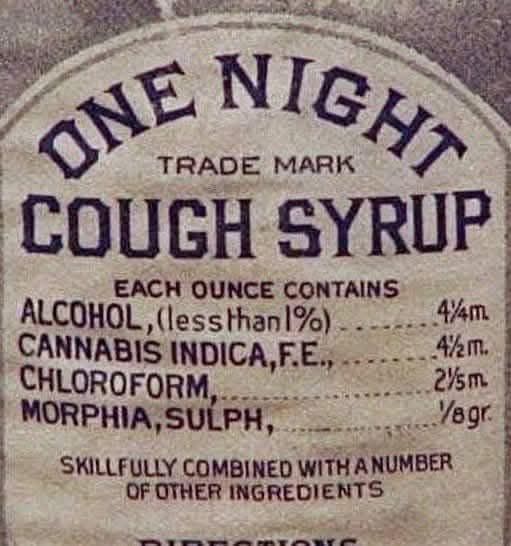 ONE NIGHT
TRADE MARK
COUGH SYRUP
EACH OUNCE CONTAINS
ALCOHOL, (less than 1%) 4¼m.
CANNABIS INDICA, F.E., 4½m.
CHLOROFORM, 2⅕m.
MORPHIA, SULPH, ⅛gr.
SKILLFULLY COMBINED WITH A NUMBER
OF OTHER INGREDIENTS
DIRECTIONS